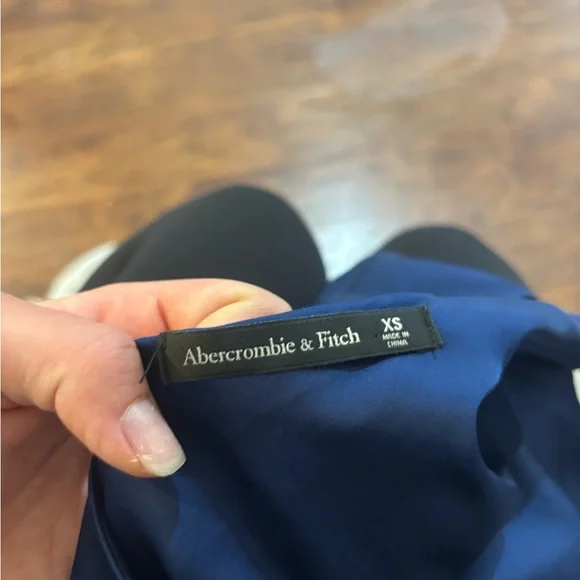 Abercrombie & Fitch
XS
MADE IN
CHINA